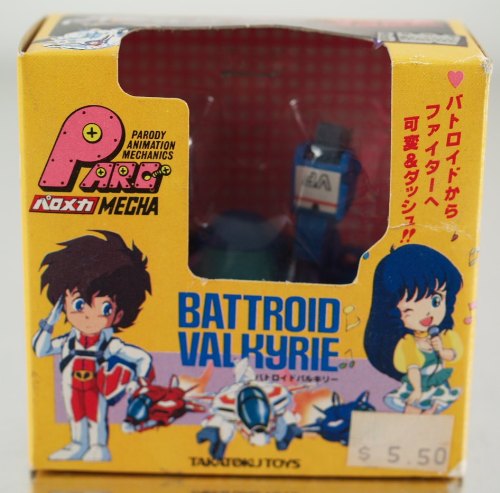 PARODY
ANIMATION
MECHANICS
PARO
パロメカ MECHA
♥バトロイドから
ファイターへ
可変&ダッシュ!!
VF
BATTROID
VALKYRIE
バトロイドバルキリー
TAKATOKU TOYS
$ 5.50